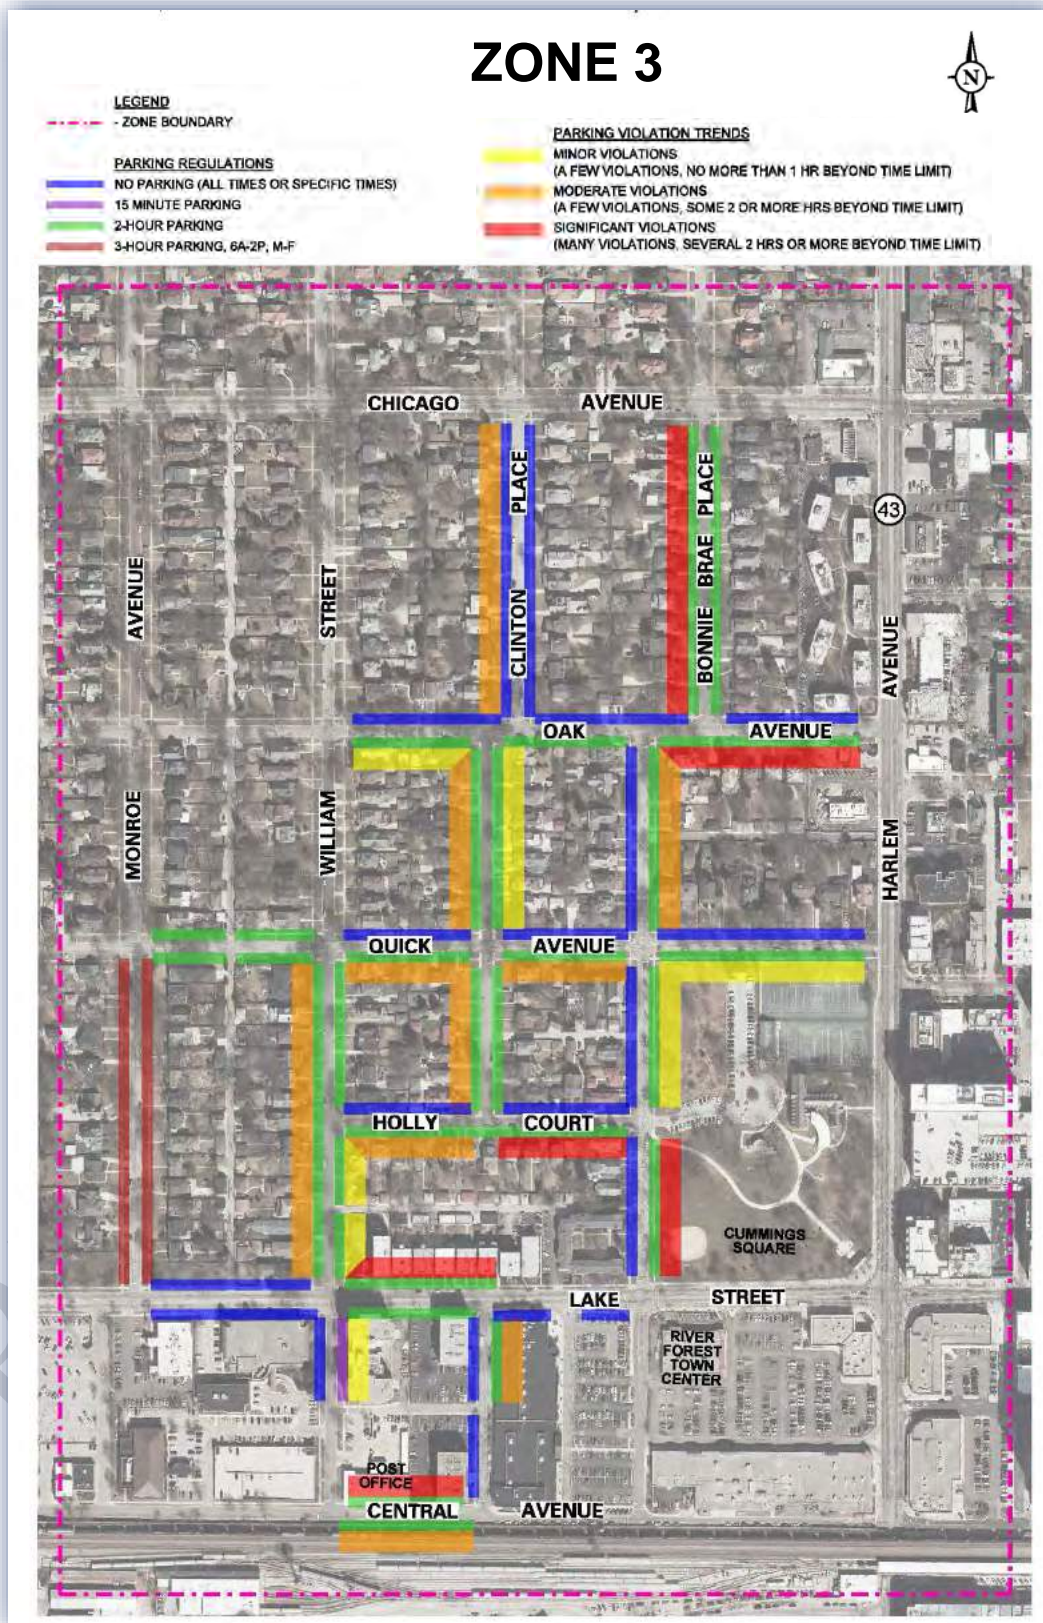 ZONE 3
N
LEGEND
- ZONE BOUNDARY
PARKING REGULATIONS
NO PARKING (ALL TIMES OR SPECIFIC TIMES)
15 MINUTE PARKING
2-HOUR PARKING
3-HOUR PARKING, 6A-2P, M-F
PARKING VIOLATION TRENDS
MINOR VIOLATIONS
(A FEW VIOLATIONS, NO MORE THAN 1 HR BEYOND TIME LIMIT)
MODERATE VIOLATIONS
(A FEW VIOLATIONS, SOME 2 OR MORE HRS BEYOND TIME LIMIT)
SIGNIFICANT VIOLATIONS
(MANY VIOLATIONS, SEVERAL 2 HRS OR MORE BEYOND TIME LIMIT)
CHICAGO AVENUE
CLINTON PLACE
BONNIE BRAE PLACE
43
MONROE AVENUE
WILLIAM STREET
HARLEM AVENUE
OAK AVENUE
QUICK AVENUE
HOLLY COURT
CUMMINGS
SQUARE
LAKE STREET
RIVER
FOREST
TOWN
CENTER
POST
OFFICE
CENTRAL AVENUE